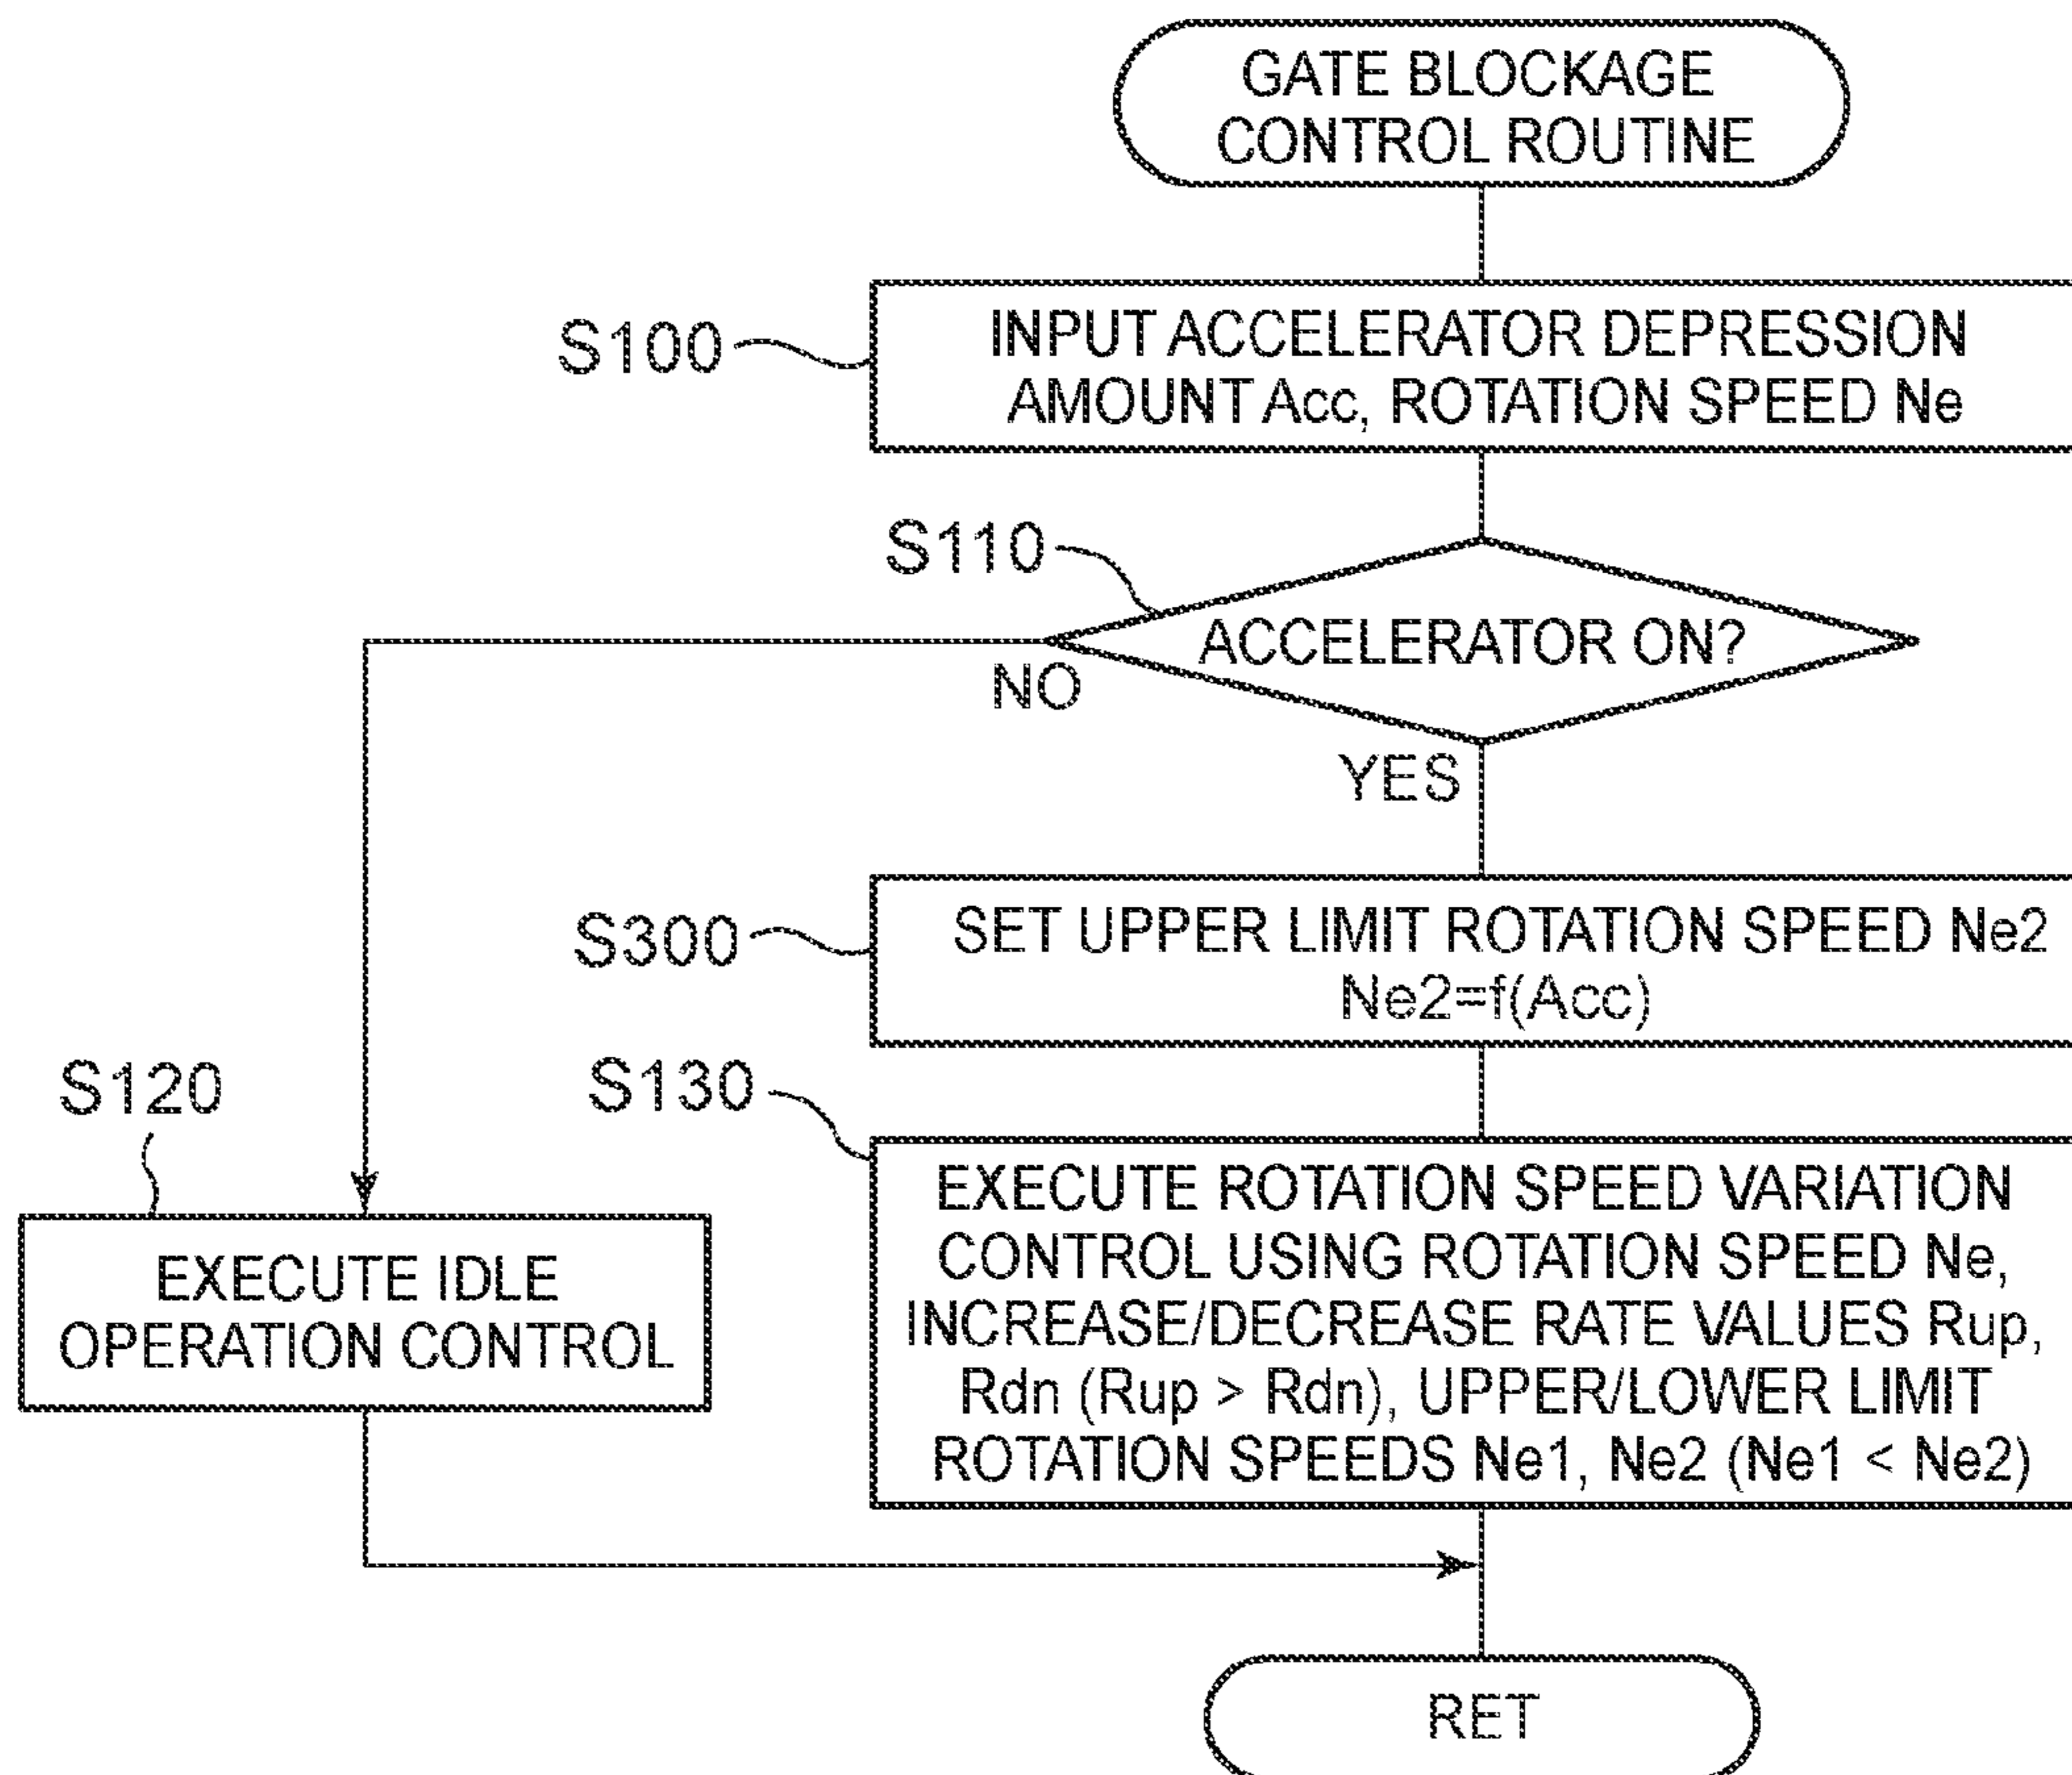 GATE BLOCKAGE
CONTROL ROUTINE
S100
INPUT ACCELERATOR DEPRESSION
AMOUNT Acc, ROTATION SPEED Ne
S110
ACCELERATOR ON?
NO
YES
S300
SET UPPER LIMIT ROTATION SPEED Ne2
Ne2=f(Acc)
S120
EXECUTE IDLE
OPERATION CONTROL
S130
EXECUTE ROTATION SPEED VARIATION
CONTROL USING ROTATION SPEED Ne,
INCREASE/DECREASE RATE VALUES Rup,
Rdn (Rup > Rdn), UPPER/LOWER LIMIT
ROTATION SPEEDS Ne1, Ne2 (Ne1 < Ne2)
RET